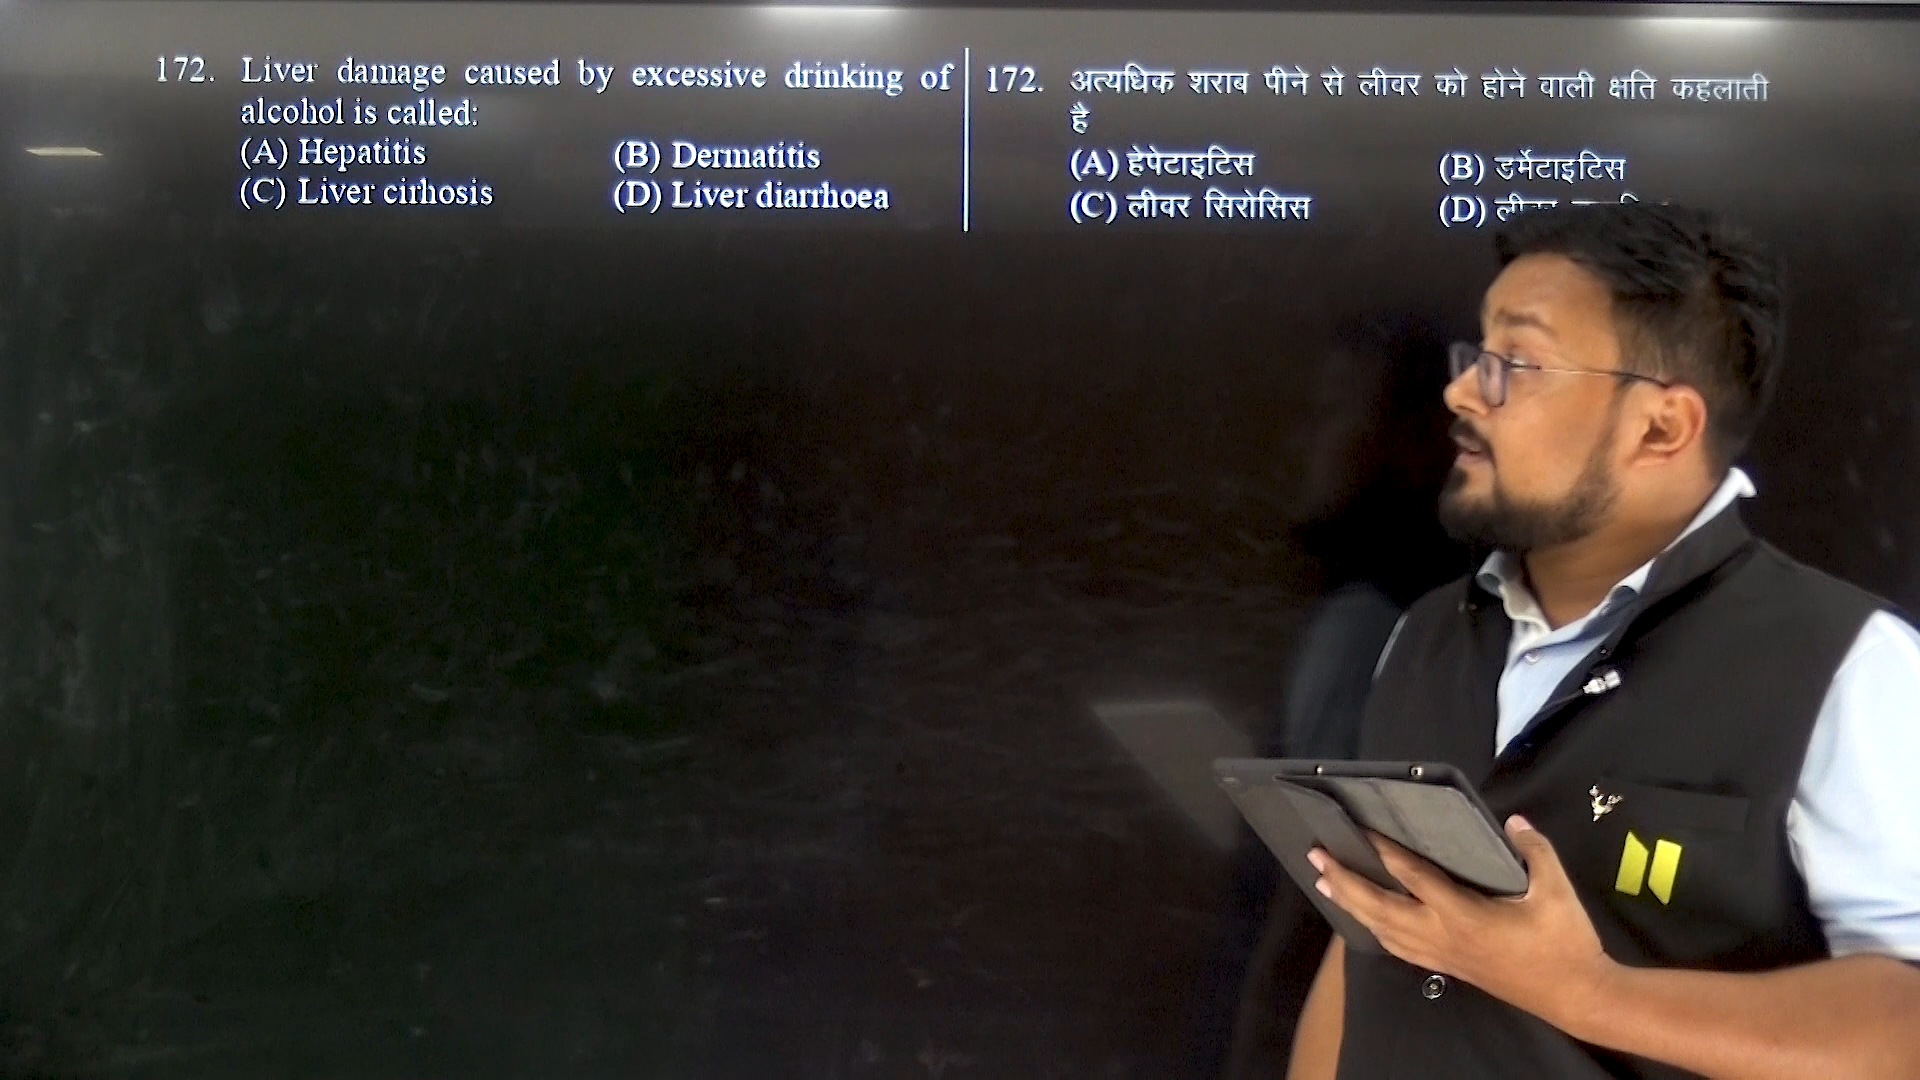 172. Liver damage caused by excessive drinking of
alcohol is called:
(A) Hepatitis (B) Dermatitis
(C) Liver cirhosis (D) Liver diarrhoea
172. अत्यधिक शराब पीने से लीवर को होने वाली क्षति कहलाती
है
(A) हेपेटाइटिस (B) डर्मेटाइटिस
(C) लीवर सिरोसिस (D)